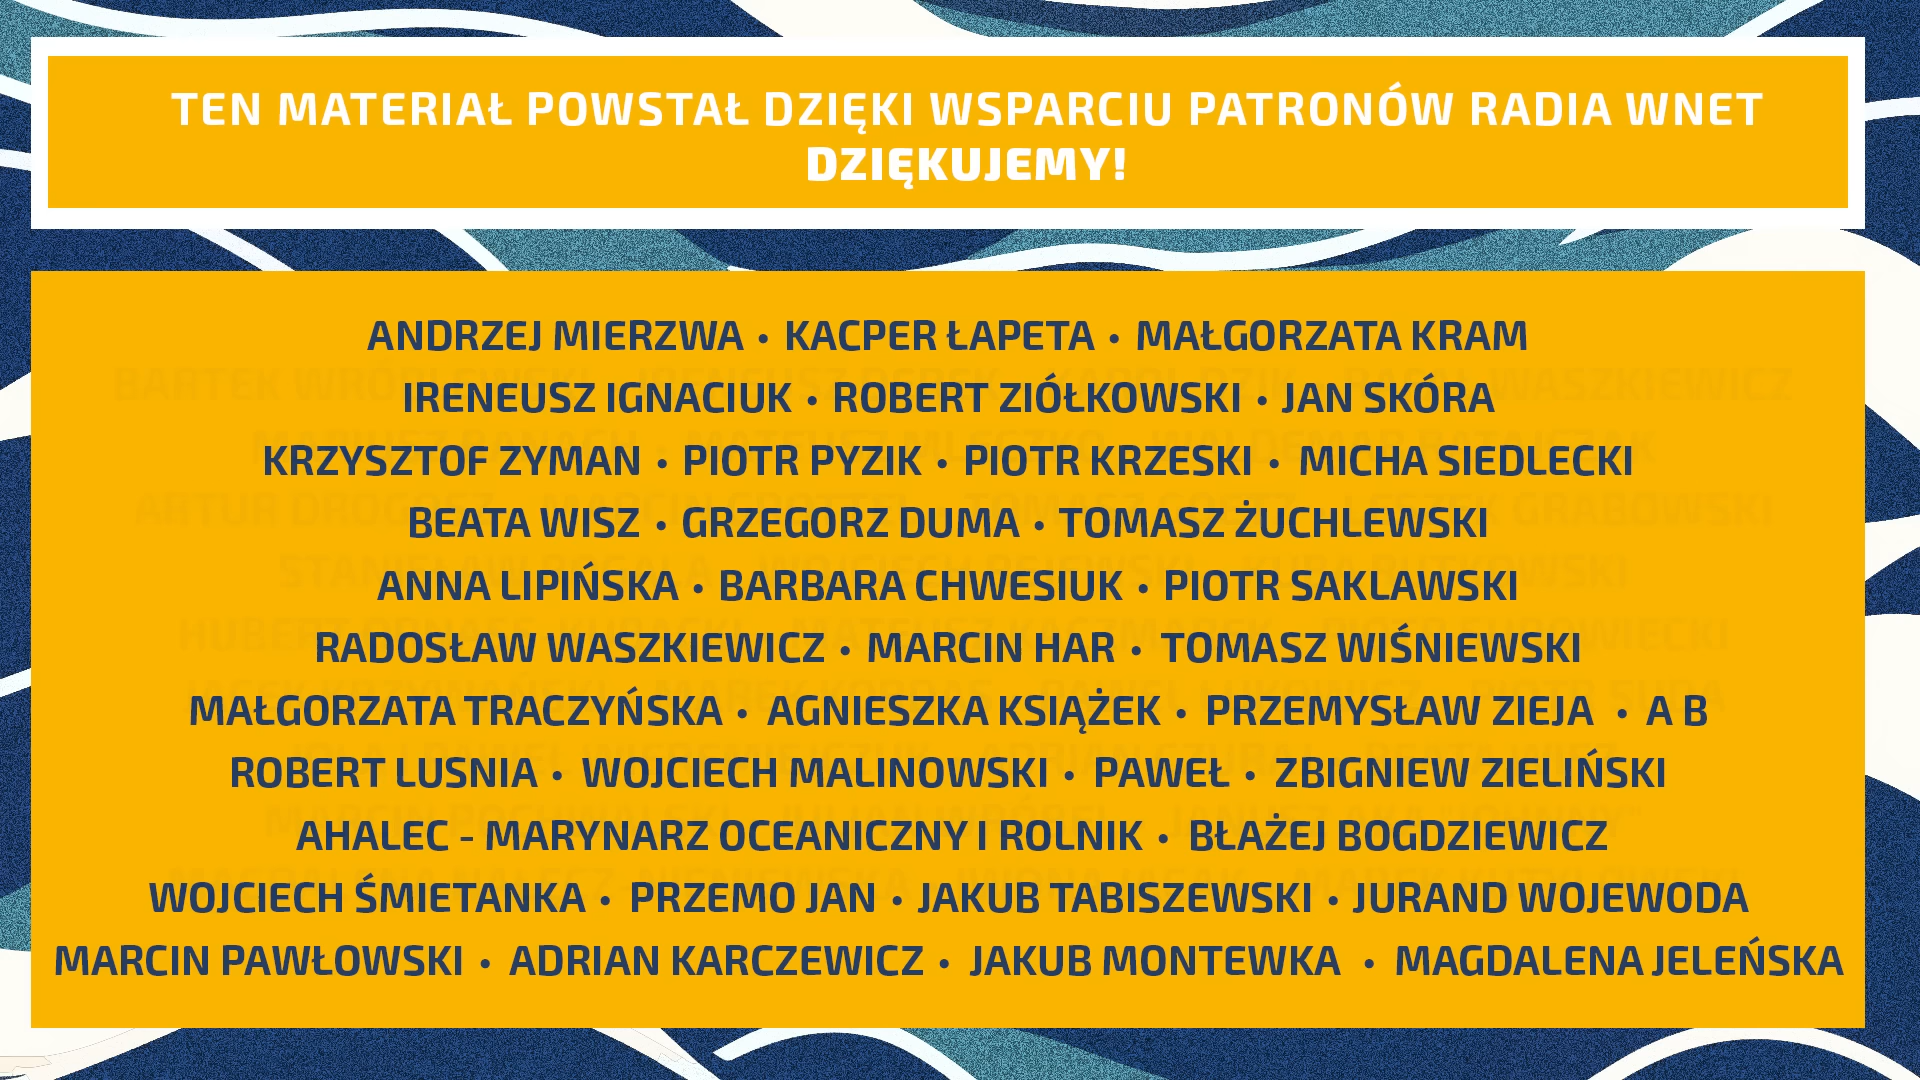 TEN MATERIAŁ POWSTAŁ DZIĘKI WSPARCIU PATRONÓW RADIA WNET
DZIĘKUJEMY!
ANDRZEJ MIERZWA • KACPER ŁAPETA • MAŁGORZATA KRAM
IRENEUSZ IGNACIUK • ROBERT ZIÓŁKOWSKI • JAN SKÓRA
KRZYSZTOF ZYMAN • PIOTR PYZIK • PIOTR KRZESKI • MICHA SIEDLECKI
BEATA WISZ • GRZEGORZ DUMA • TOMASZ ŻUCHLEWSKI
ANNA LIPIŃSKA • BARBARA CHWESIUK • PIOTR SAKLAWSKI
RADOSŁAW WASZKIEWICZ • MARCIN HAR • TOMASZ WIŚNIEWSKI
MAŁGORZATA TRACZYŃSKA • AGNIESZKA KSIĄŻEK • PRZEMYSŁAW ZIEJA • A B
ROBERT LUSNIA • WOJCIECH MALINOWSKI • PAWEŁ • ZBIGNIEW ZIELIŃSKI
AHALEC - MARYNARZ OCEANICZNY I ROLNIK • BŁAŻEJ BOGDZIEWICZ
WOJCIECH ŚMIETANKA • PRZEMO JAN • JAKUB TABISZEWSKI • JURAND WOJEWODA
MARCIN PAWŁOWSKI • ADRIAN KARCZEWICZ • JAKUB MONTEWKA • MAGDALENA JELEŃSKA